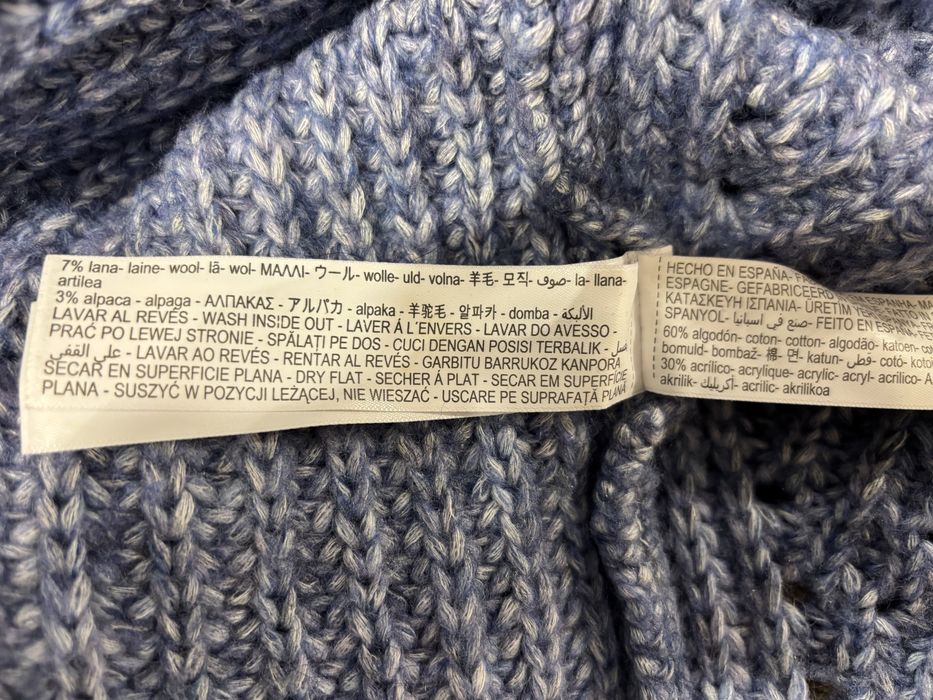 7% lana- laine- wool- lã- wol- ΜΑΛΛΙ- ウール- wolle- uld- volna- 羊毛- 모직- صوف- la- llana-
artilea
3% alpaca - alpaga - ΑΛΠΑΚΑΣ - アルパカ - alpaka - 羊驼毛 - 알파카 - domba - الألبكة
LAVAR AL REVÉS - WASH INSIDE OUT - LAVER Á L´ENVERS - LAVAR DO AVESSO -
PRAĆ PO LEWEJ STRONIE - SPĂLAȚI PE DOS - CUCI DENGAN POSISI TERBALIK - غسل
على القفى - LAVAR AO REVÉS - RENTAR AL REVÉS - GARBITU BARRUKOZ KANPORA
SECAR EN SUPERFICIE PLANA - DRY FLAT - SECHER Á PLAT - SECAR EM SUPERFÍCIE
PLANA - SUSZYĆ W POZYCJI LEŻĄCEJ, NIE WIESZAĆ - USCARE PE SUPRAFAȚĂ PLANĂ
HECHO EN ESPAÑA-
ESPAGNE- GEFABRICEERD
ΚΑΤΑΣΚΕΥΗ ΙΣΠΑΝΙΑ- ÜRETIM
SPANYOL- صنع في اسبانيا - FEITO EN ESPAÑ
60% algodón- coton- cotton- algodão- katoen-
bomuld- bombaž- 棉- 면- katun- قطن- cotó- koto
30% acrílico- acrylique- acrylic- acryl- acrílico- A
akrilik- أكريليك- acrilic- akrilikoa